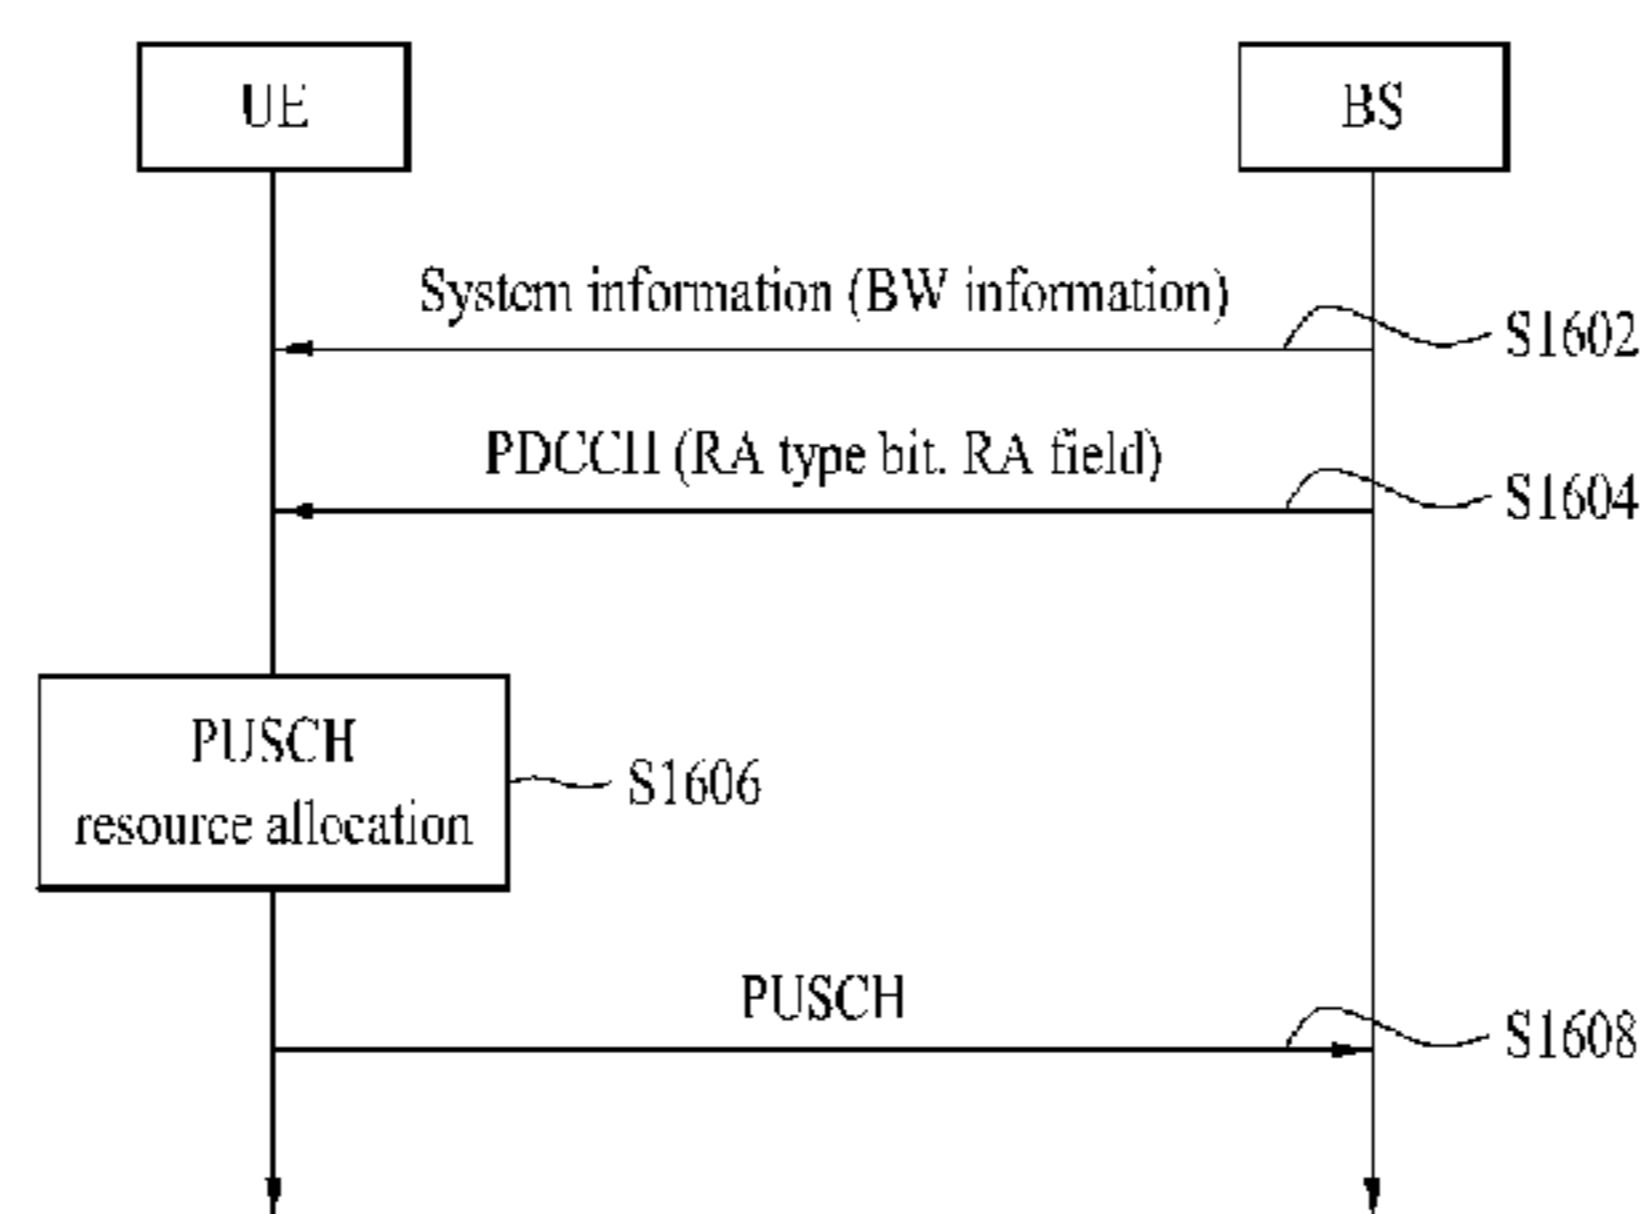 UE
BS
System information (BW information)
S1602
PDCCH (RA type bit. RA field)
S1604
PUSCH
resource allocation
S1606
PUSCH
S1608